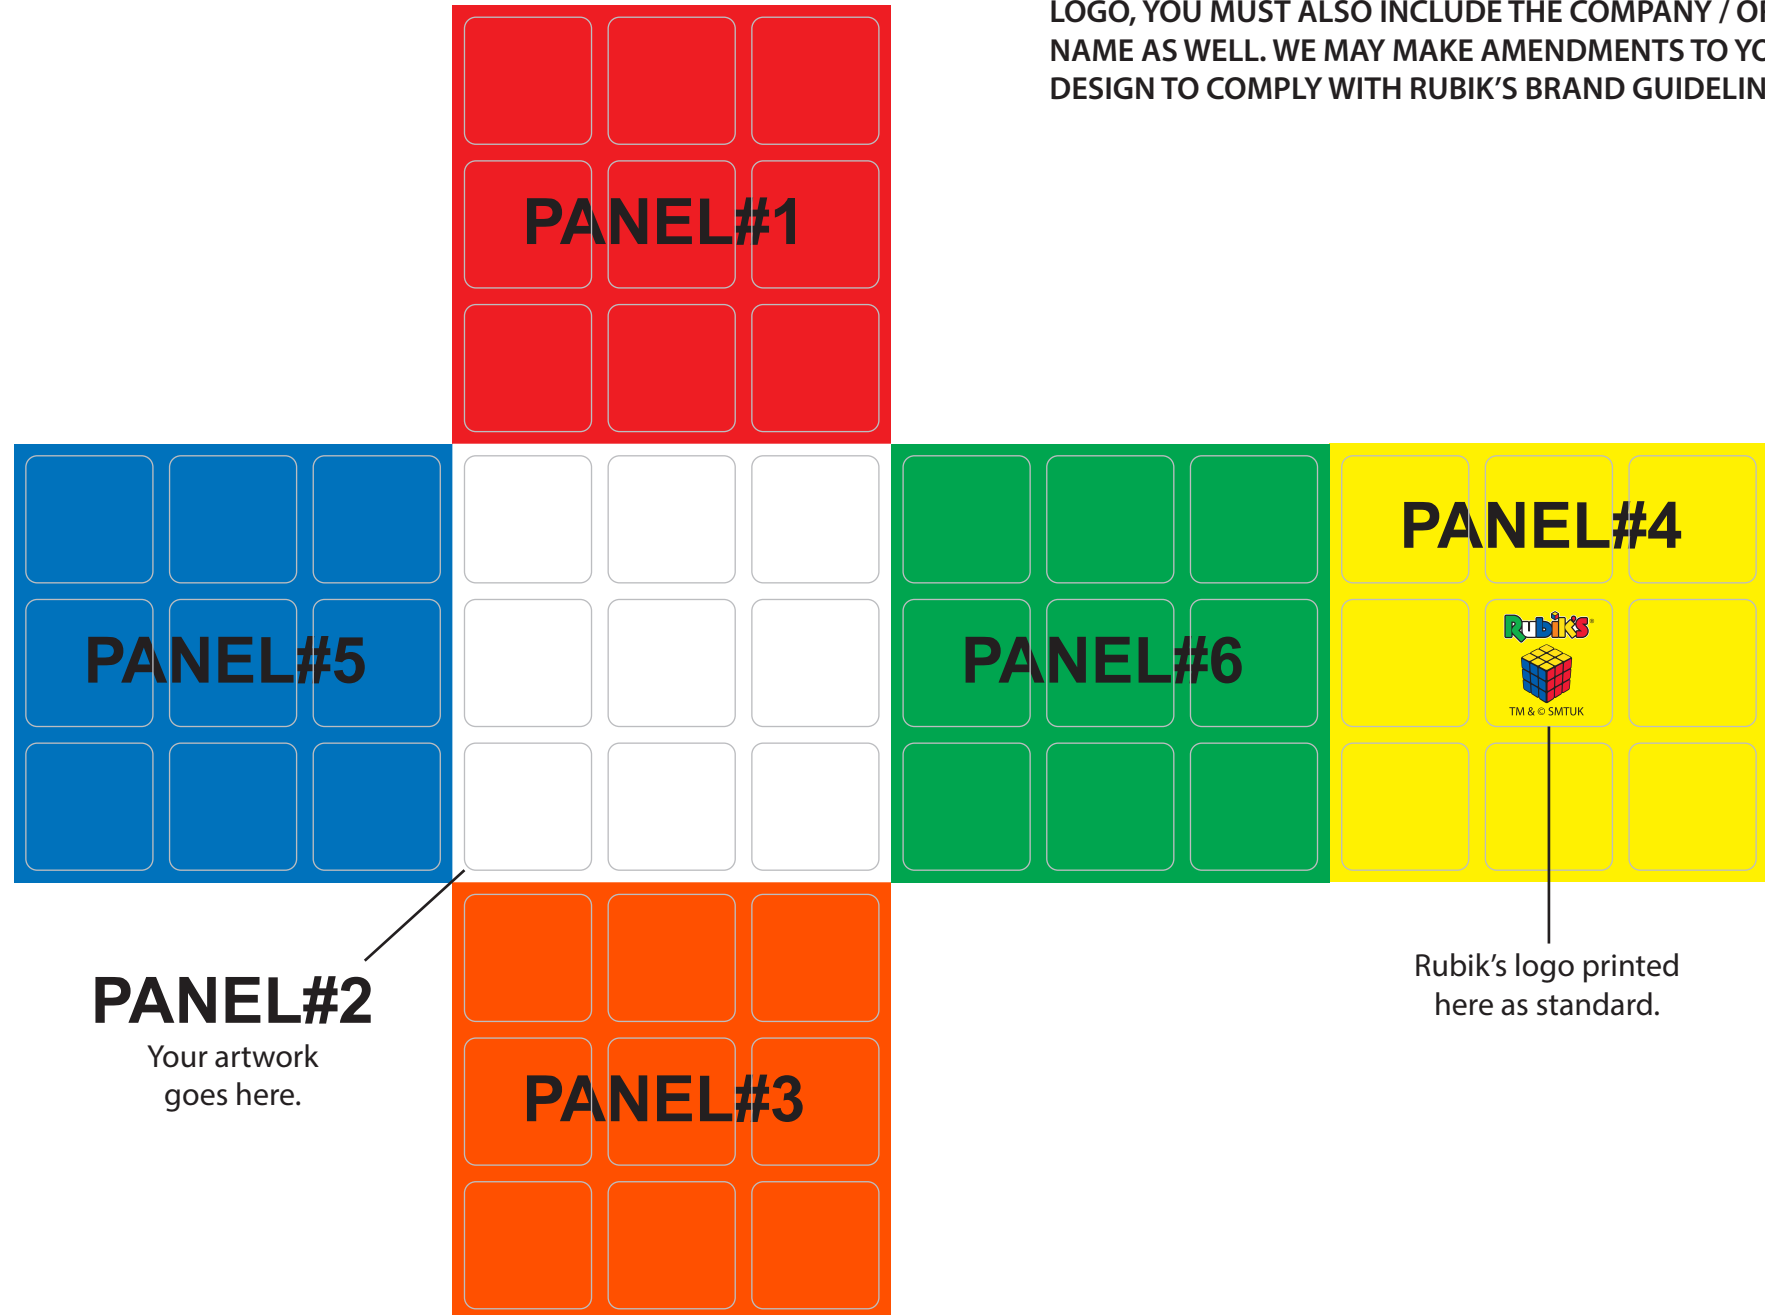 LOGO, YOU MUST ALSO INCLUDE THE COMPANY /
NAME AS WELL. WE MAY MAKE AMENDMENTS TO
DESIGN TO COMPLY WITH RUBIK’S BRAND
PANEL#1
PANEL#4
PANEL#5
PANEL#6
Rubik's
TM & © SMTUK
PANEL#2
Your artwork
goes here.
Rubik’s logo printed
here as standard.
PANEL#3